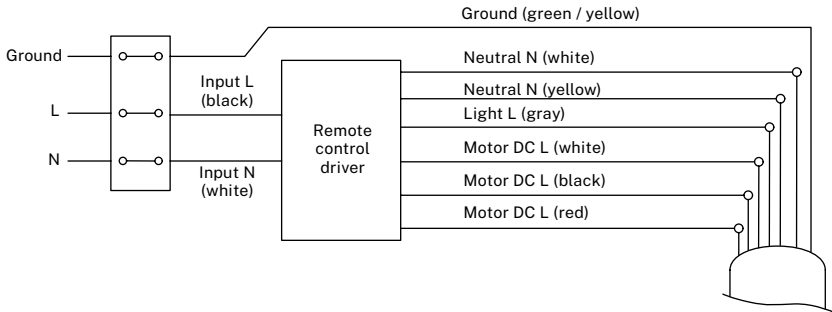 Ground (green / yellow)
Ground
Input L
(black)
L
N
Input N
(white)
Remote
control
driver
Neutral N (white)
Neutral N (yellow)
Light L (gray)
Motor DC L (white)
Motor DC L (black)
Motor DC L (red)